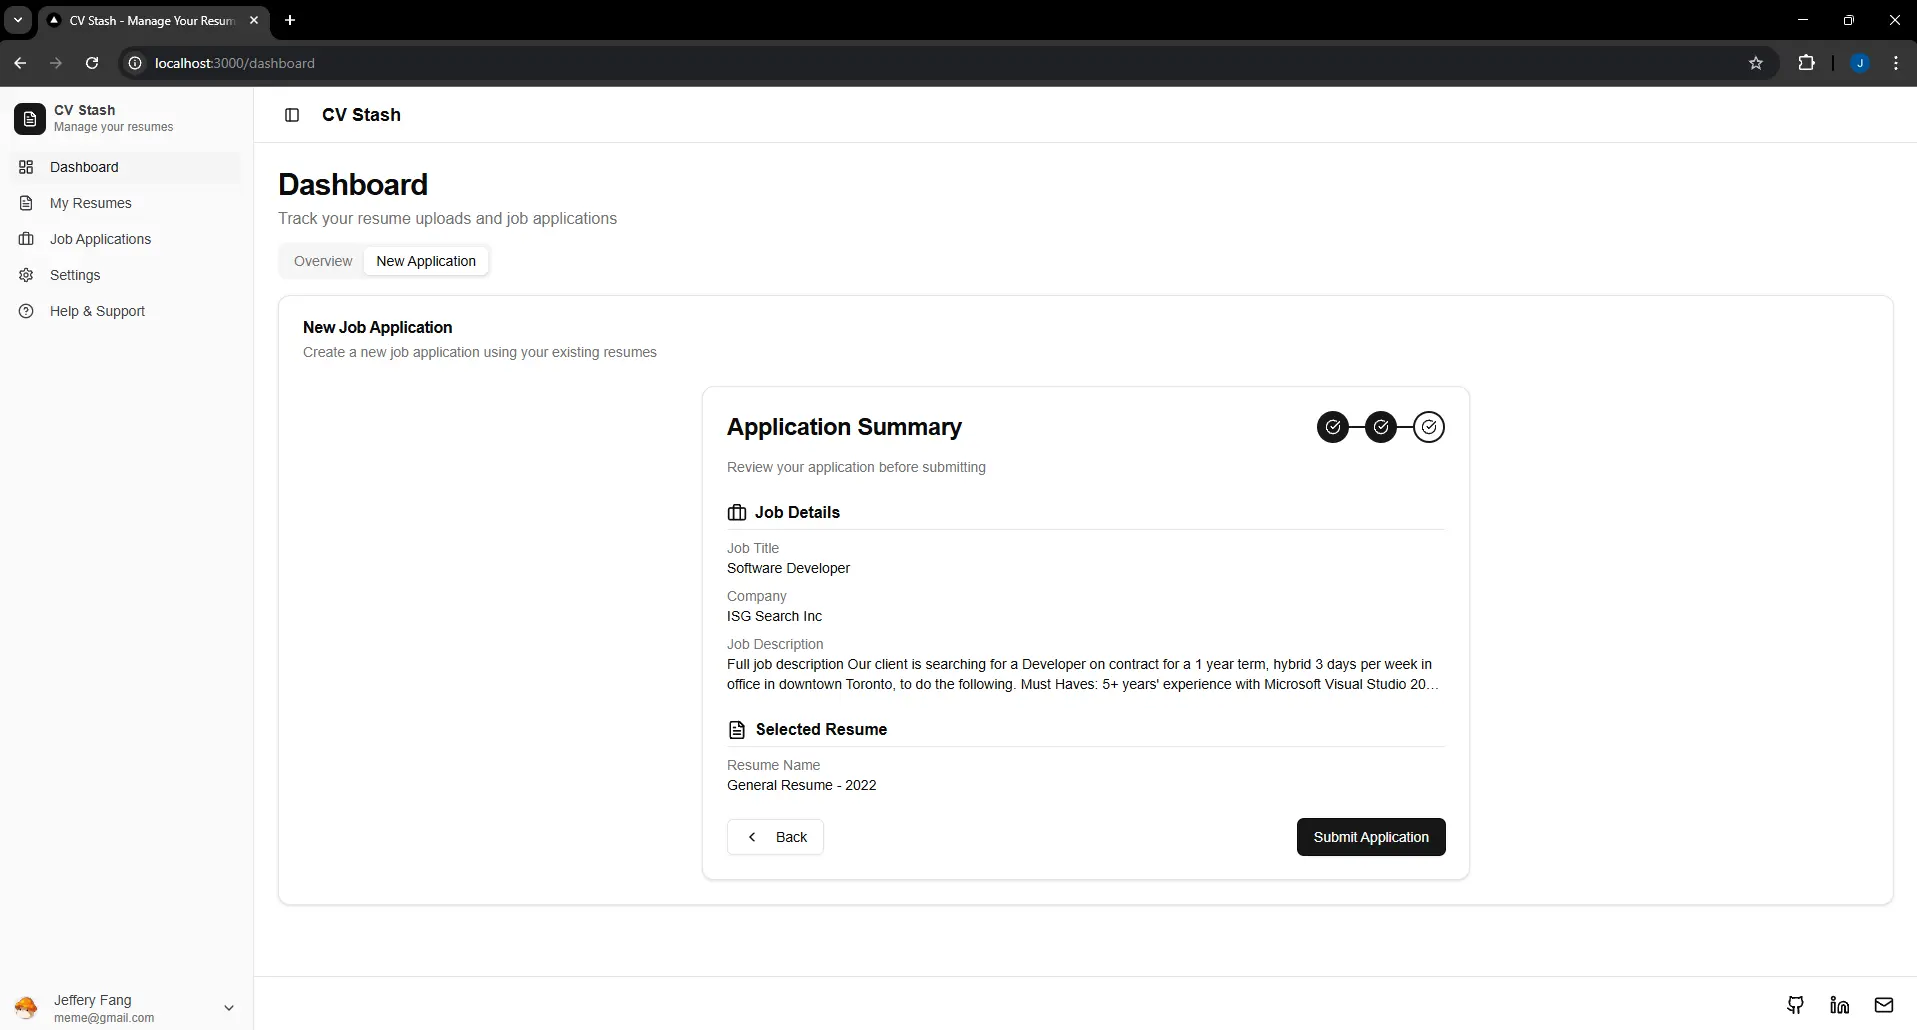 CV Stash - Manage Your Resum
localhost:3000/dashboard
J
CV Stash
Manage your resumes
Dashboard
My Resumes
Job Applications
Settings
Help & Support
CV Stash
Dashboard
Track your resume uploads and job applications
Overview
New Application
New Job Application
Create a new job application using your existing resumes
Application Summary
Review your application before submitting
Job Details
Job Title
Software Developer
Company
ISG Search Inc
Job Description
Full job description Our client is searching for a Developer on contract for a 1 year term, hybrid 3 days per week in
office in downtown Toronto, to do the following. Must Haves: 5+ years' experience with Microsoft Visual Studio 20…
Selected Resume
Resume Name
General Resume - 2022
Back
Submit Application
Jeffery Fang
meme@gmail.com